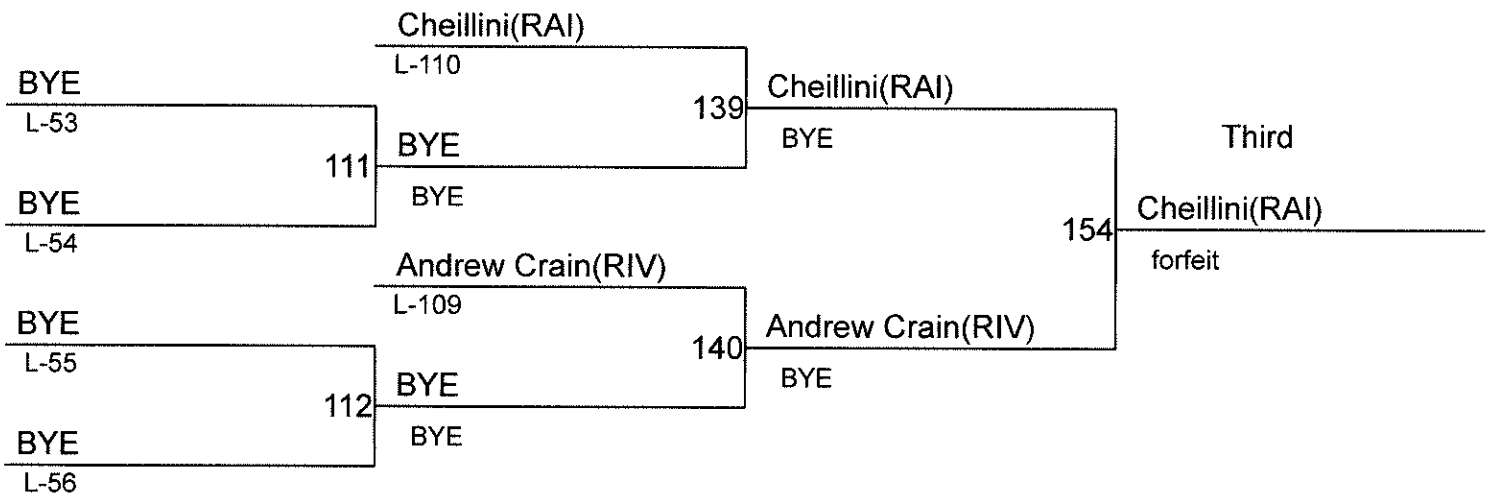 Cheillini(RAI)
L-110
BYE
L-53
139
Cheillini(RAI)
BYE
Third
111
BYE
BYE
BYE
L-54
154
Cheillini(RAI)
forfeit
Andrew Crain(RIV)
L-109
BYE
L-55
140
Andrew Crain(RIV)
BYE
112
BYE
BYE
BYE
L-56